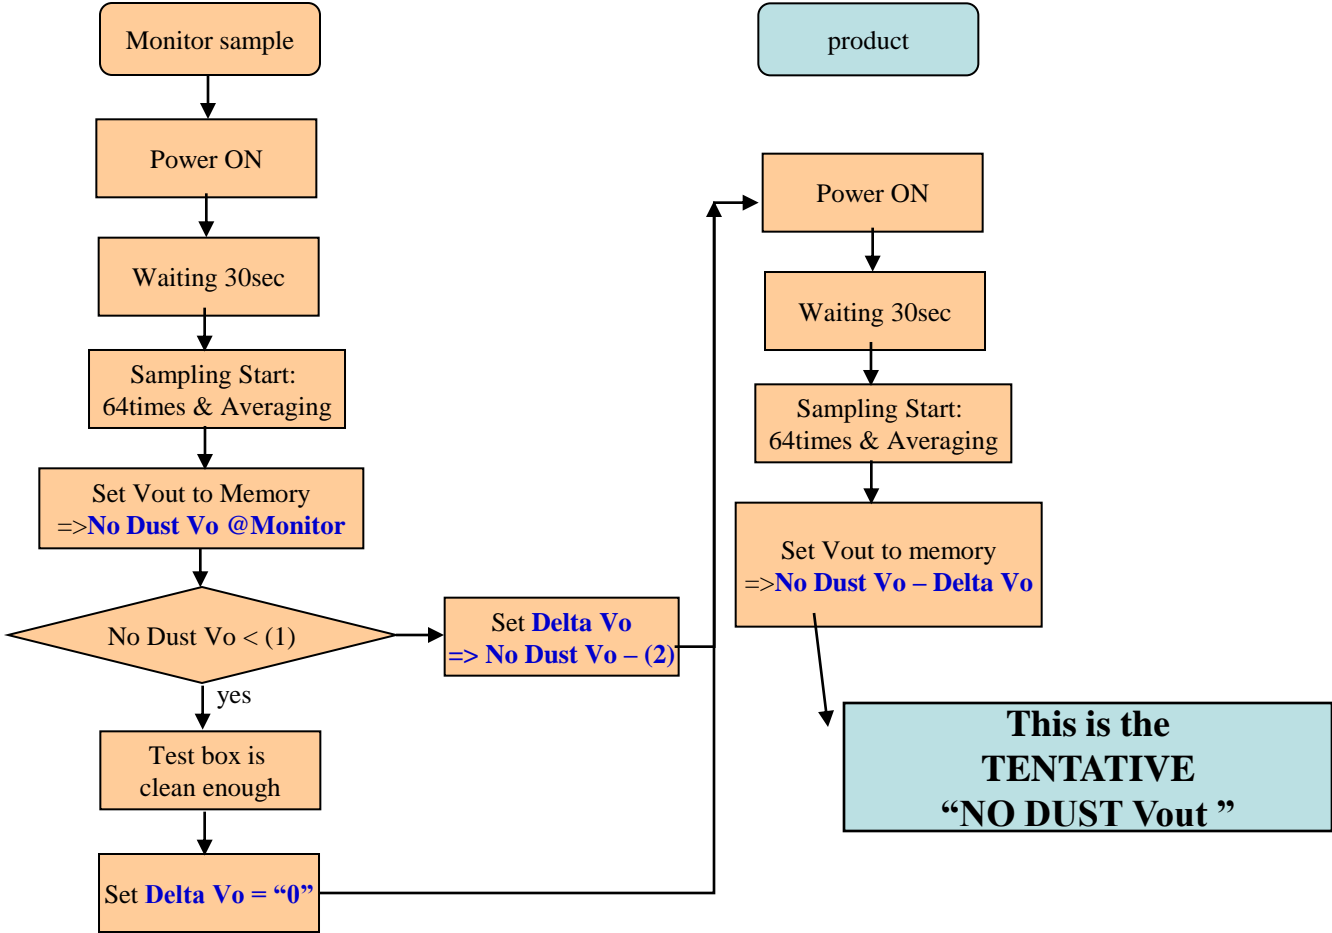 Monitor sample
Power ON
Waiting 30sec
Sampling Start:
64times & Averaging
Set Vout to Memory
=>No Dust Vo @Monitor
No Dust Vo < (1)
yes
Test box is
clean enough
Set Delta Vo = “0”
Set Delta Vo
=> No Dust Vo – (2)
product
Power ON
Waiting 30sec
Sampling Start:
64times & Averaging
Set Vout to memory
=>No Dust Vo – Delta Vo
This is the
TENTATIVE
“NO DUST Vout ”